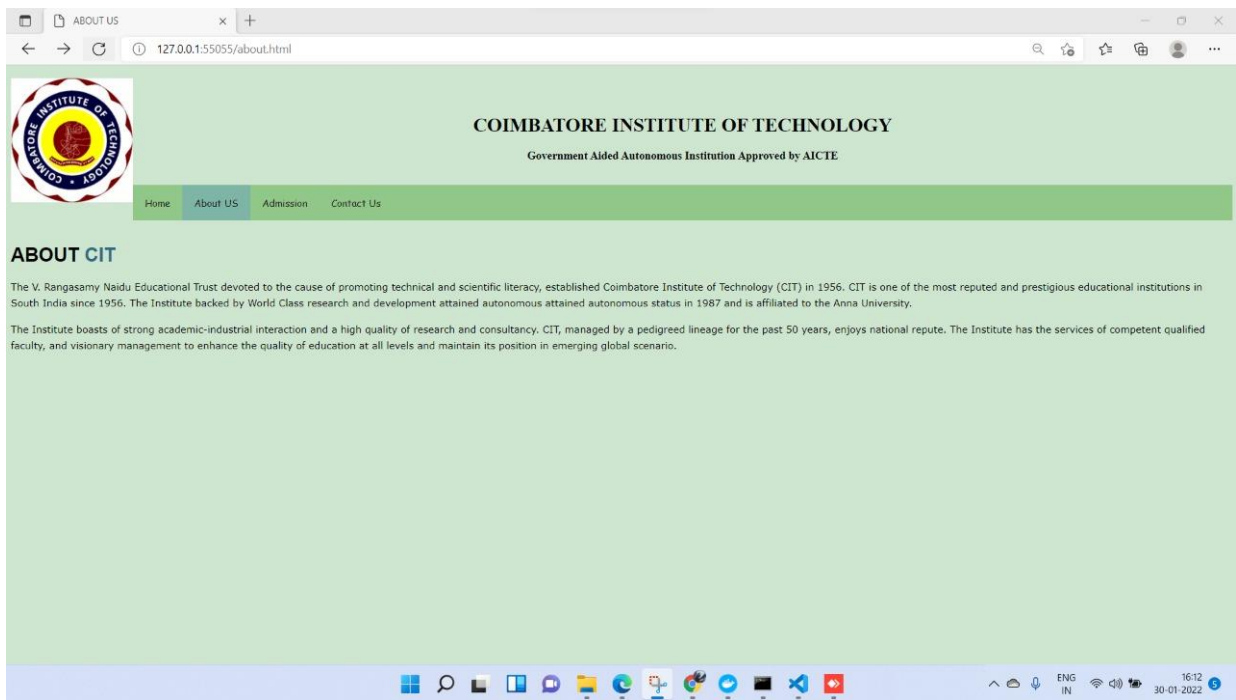 ABOUT US
127.0.0.1:55055/about.html
COIMBATORE INSTITUTE OF TECHNOLOGY
COIMBATORE INSTITUTE OF TECHNOLOGY
Government Aided Autonomous Institution Approved by AICTE
Home About US Admission Contact Us
ABOUT CIT
The V. Rangasamy Naidu Educational Trust devoted to the cause of promoting technical and scientific literacy, established Coimbatore Institute of Technology (CIT) in 1956. CIT is one of the most reputed and prestigious educational institutions in
South India since 1956. The Institute backed by World Class research and development attained autonomous attained autonomous status in 1987 and is affiliated to the Anna University.
The Institute boasts of strong academic-industrial interaction and a high quality of research and consultancy. CIT, managed by a pedigreed lineage for the past 50 years, enjoys national repute. The Institute has the services of competent qualified
faculty, and visionary management to enhance the quality of education at all levels and maintain its position in emerging global scenario.
ENG
IN
16:12
30-01-2022
5